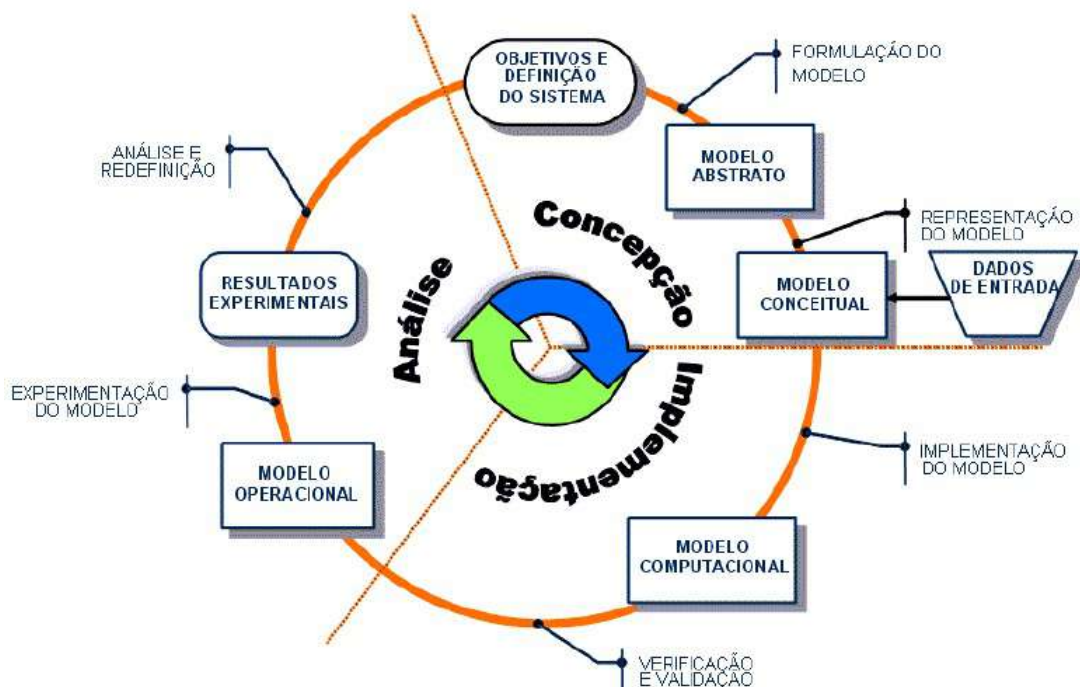 OBJETIVOS E
DEFINIÇÃO
DO SISTEMA
FORMULAÇÃO DO
MODELO
MODELO
ABSTRATO
REPRESENTAÇÃO
DO MODELO
MODELO
CONCEITUAL
DADOS
DE ENTRADA
IMPLEMENTAÇÃO
DO MODELO
MODELO
COMPUTACIONAL
VERIFICAÇÃO
E VALIDAÇÃO
MODELO
OPERACIONAL
EXPERIMENTAÇÃO
DO MODELO
RESULTADOS
EXPERIMENTAIS
ANÁLISE E
REDEFINIÇÃO
Concepção
Implementação
Análise